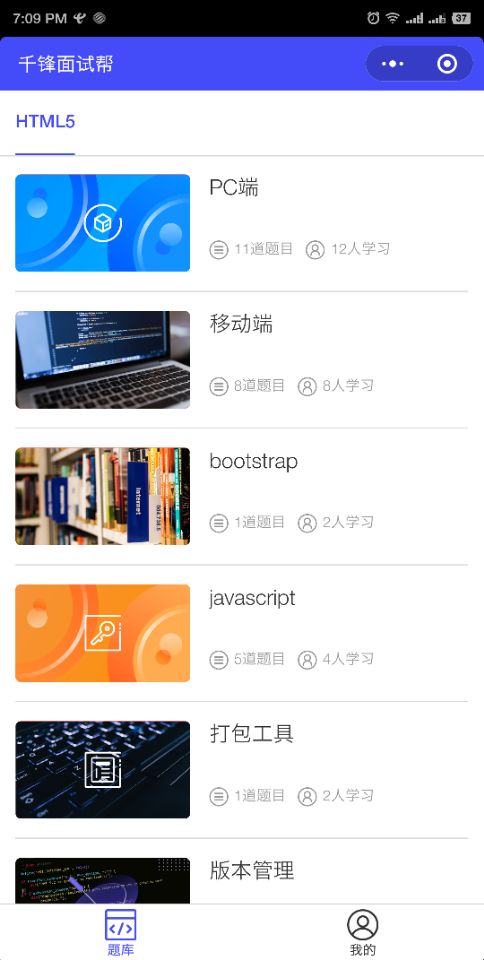 7:09 PM
37
千锋面试帮
HTML5
PC端
11道题目 12人学习
移动端
8道题目 8人学习
Internet
bootstrap
1道题目 2人学习
javascript
5道题目 4人学习
打包工具
1道题目 2人学习
版本管理
题库
我的